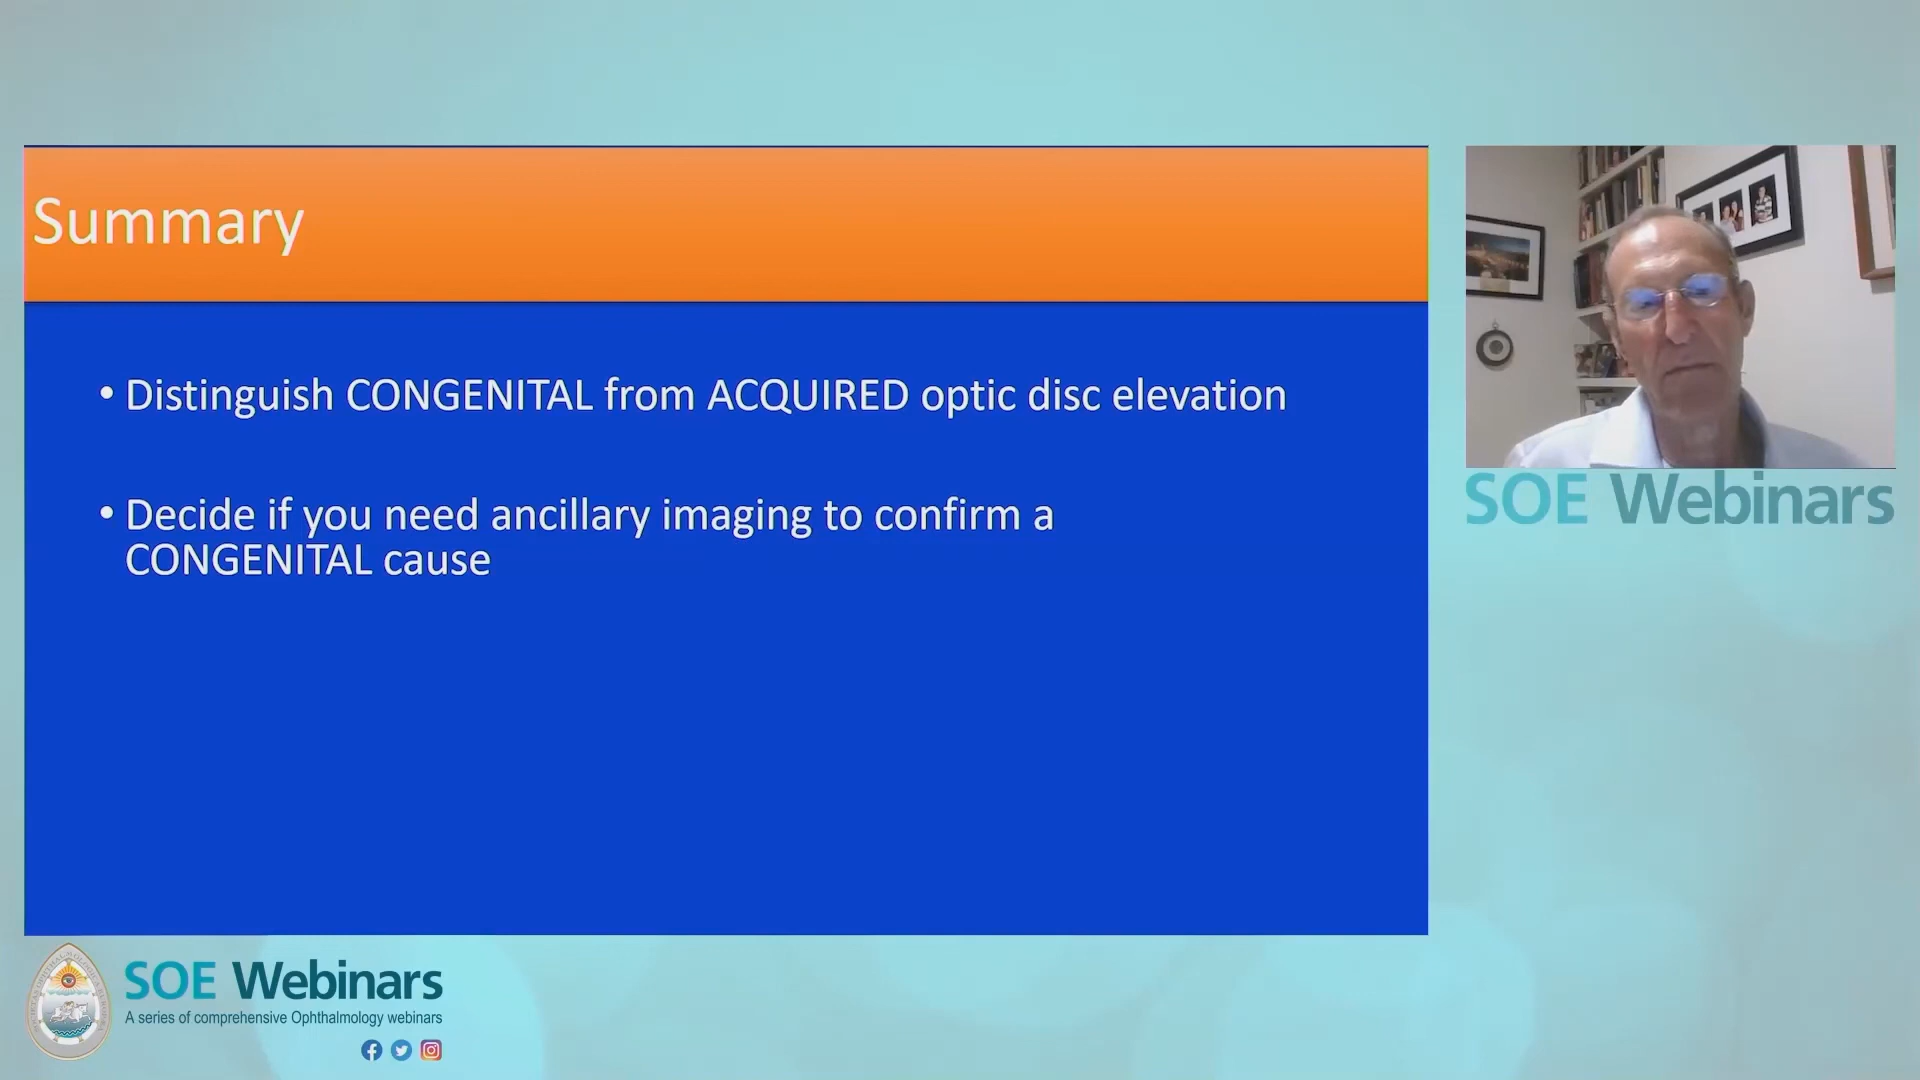 Summary
• Distinguish CONGENITAL from ACQUIRED optic disc elevation
• Decide if you need ancillary imaging to confirm a
CONGENITAL cause
SOE Webinars
SOE Webinars
A series of comprehensive Ophthalmology webinars